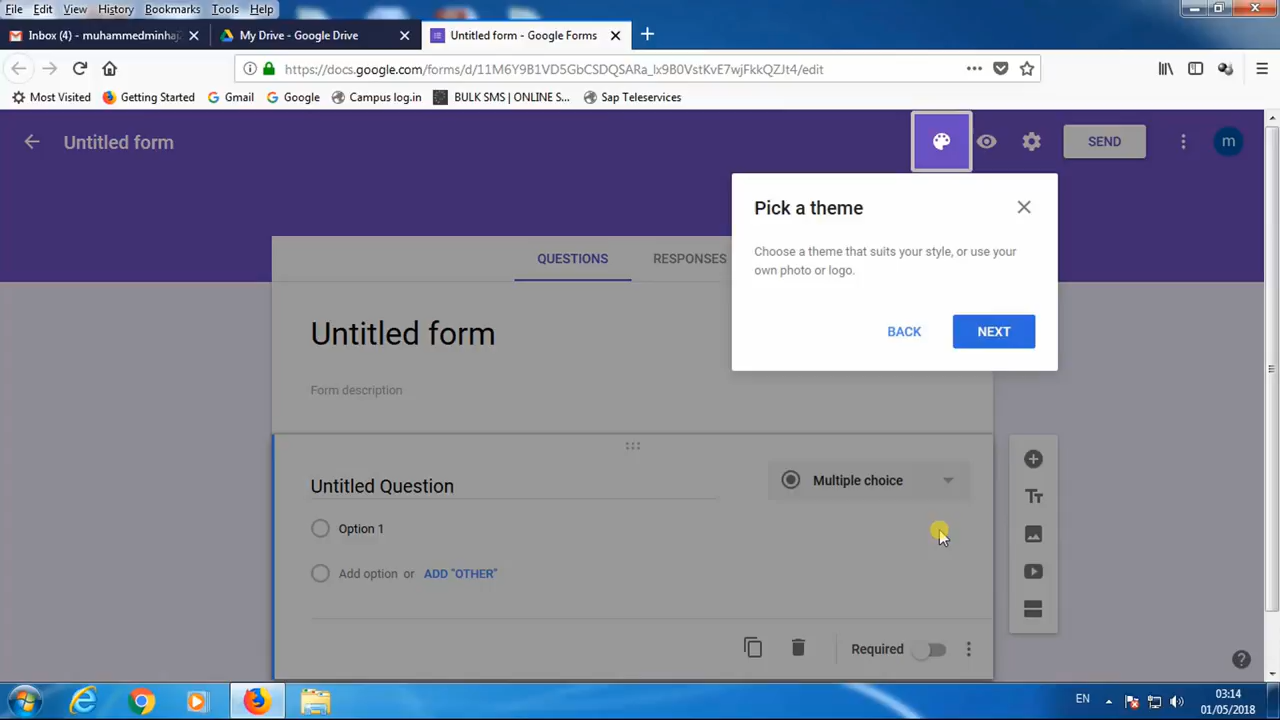 File Edit View History Bookmarks Tools Help
Inbox (4) - muhammedminhaj
My Drive - Google Drive
Untitled form - Google Forms
https://docs.google.com/forms/d/11M6Y9B1VD5GbCSDQSARa_lx9B0VstKvE7wjFkkQZJt4/edit
Most Visited Getting Started Gmail Google Campus log.in BULK SMS | ONLINE S... Sap Teleservices
Untitled form
SEND
m
Pick a theme
Choose a theme that suits your style, or use your
own photo or logo.
BACK NEXT
QUESTIONS RESPONSES
Untitled form
Form description
Untitled Question
Multiple choice
Option 1
Add option or ADD "OTHER"
Required
EN
03:14
01/05/2018